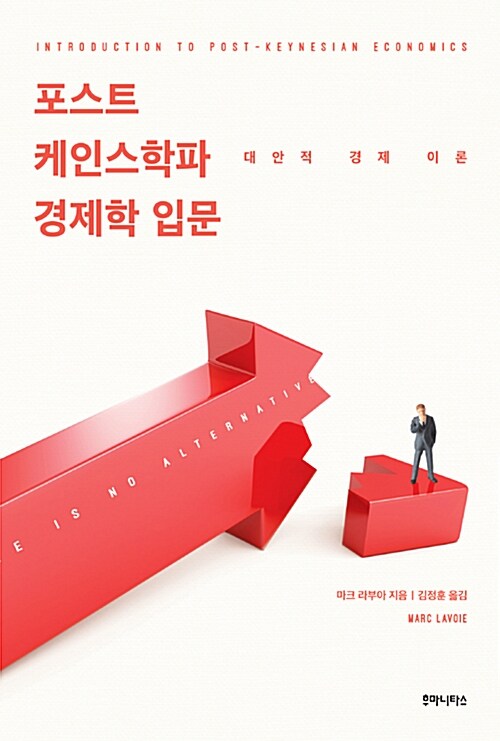 INTRODUCTION TO POST-KEYNESIAN ECONOMICS
포스트
케인스학파
대안적 경제 이론
경제학 입문
E IS NO ALTERNATIVE
마크 라부아 지음 | 김정훈 옮김
MARC LAVOIE
후마니타스